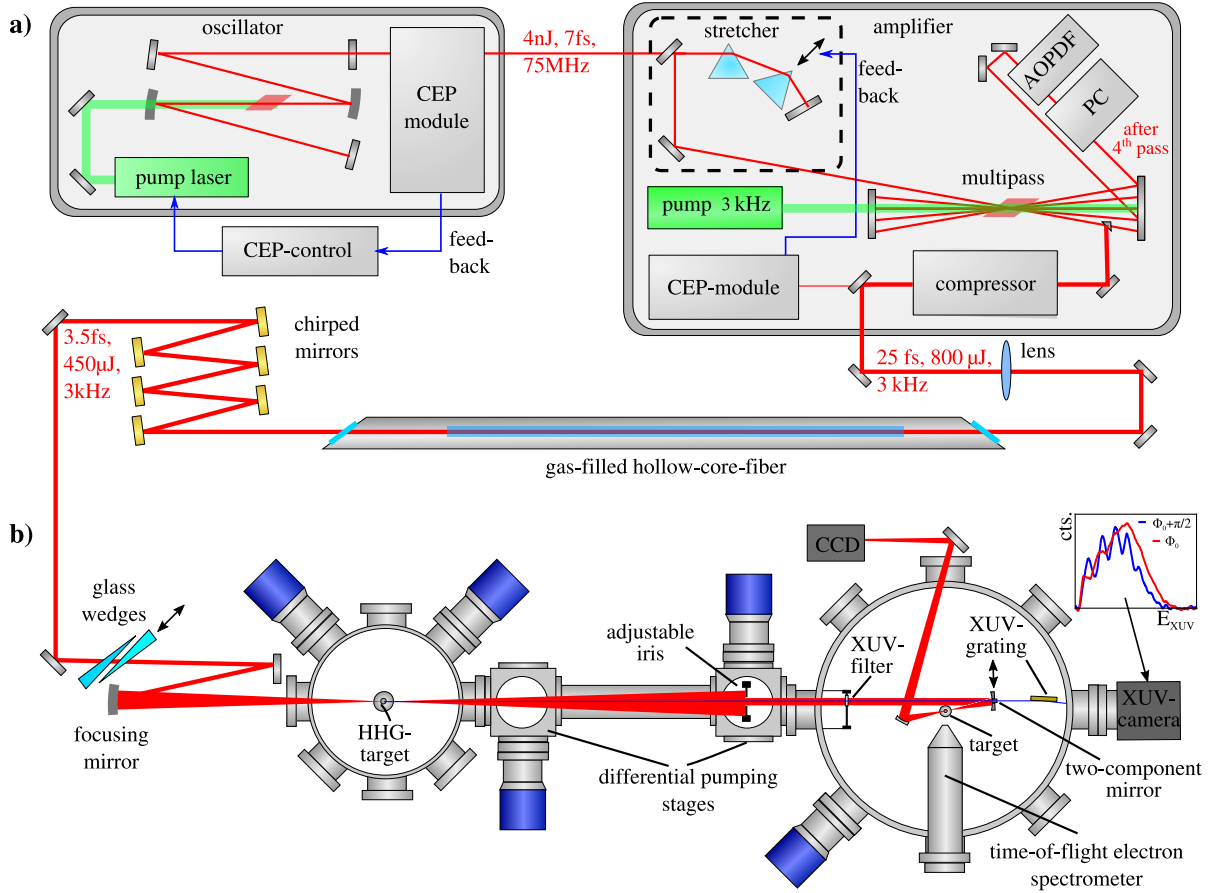 a)
oscillator
CEP
module
pump laser
CEP-control
feed-
back
4nJ, 7fs,
75MHz
stretcher
amplifier
feed-
back
AOPDF
PC
after
4th pass
multipass
pump 3 kHz
CEP-module
compressor
25 fs, 800 µJ,
3 kHz
lens
3.5fs,
450µJ,
3kHz
chirped
mirrors
gas-filled hollow-core-fiber
b)
glass
wedges
focusing
mirror
HHG-
target
adjustable
iris
differential pumping
stages
CCD
XUV-
filter
XUV-
grating
target
two-component
mirror
time-of-flight electron
spectrometer
cts.
Φ0+π/2
Φ0
EXUV
XUV-
camera